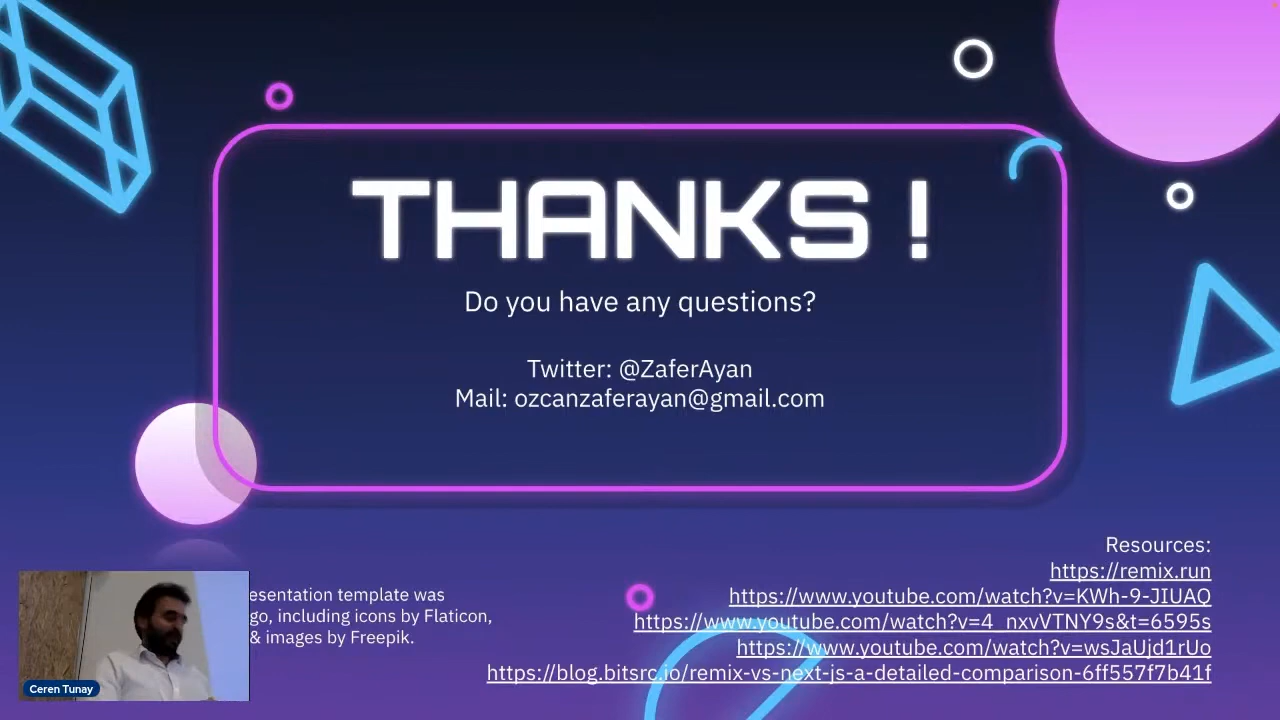 THANKS !
Do you have any questions?
Twitter: @ZaferAyan
Mail: ozcanzaferayan@gmail.com
Resources:
https://remix.run
https://www.youtube.com/watch?v=KWh-9-JIUAQ
https://www.youtube.com/watch?v=4_nxvVTNY9s&t=6595s
https://www.youtube.com/watch?v=wsJaUjd1rUo
https://blog.bitsrc.io/remix-vs-next-js-a-detailed-comparison-6ff557f7b41f
esentation template was
go, including icons by Flaticon,
& images by Freepik.
Ceren Tunay